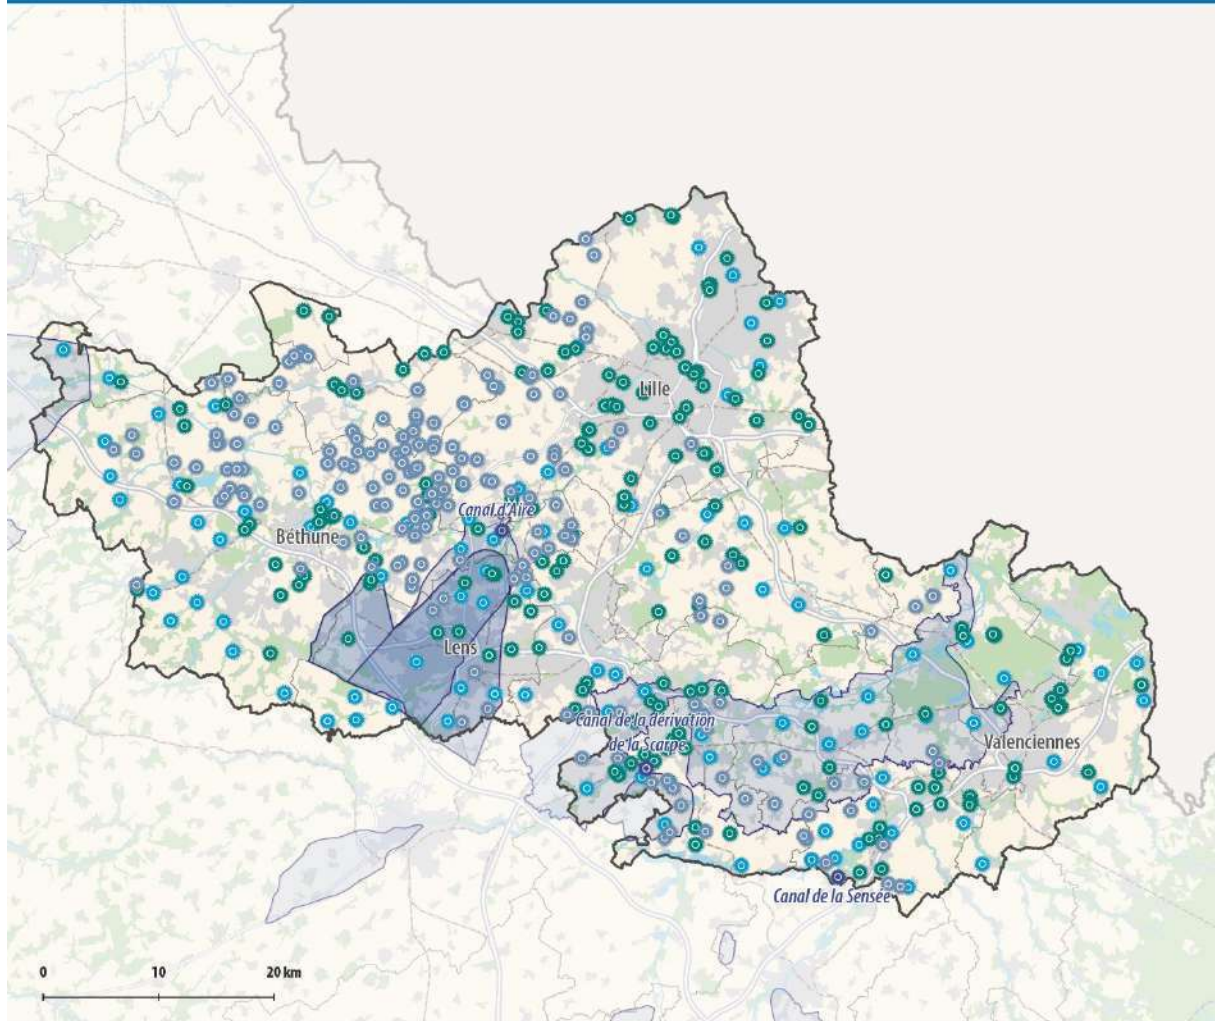 Lille
Canal d'Aire
Béthune
Lens
Canal de la dérivation
de la Scarpe
Valenciennes
Canal de la Sensée
0 10 20 km